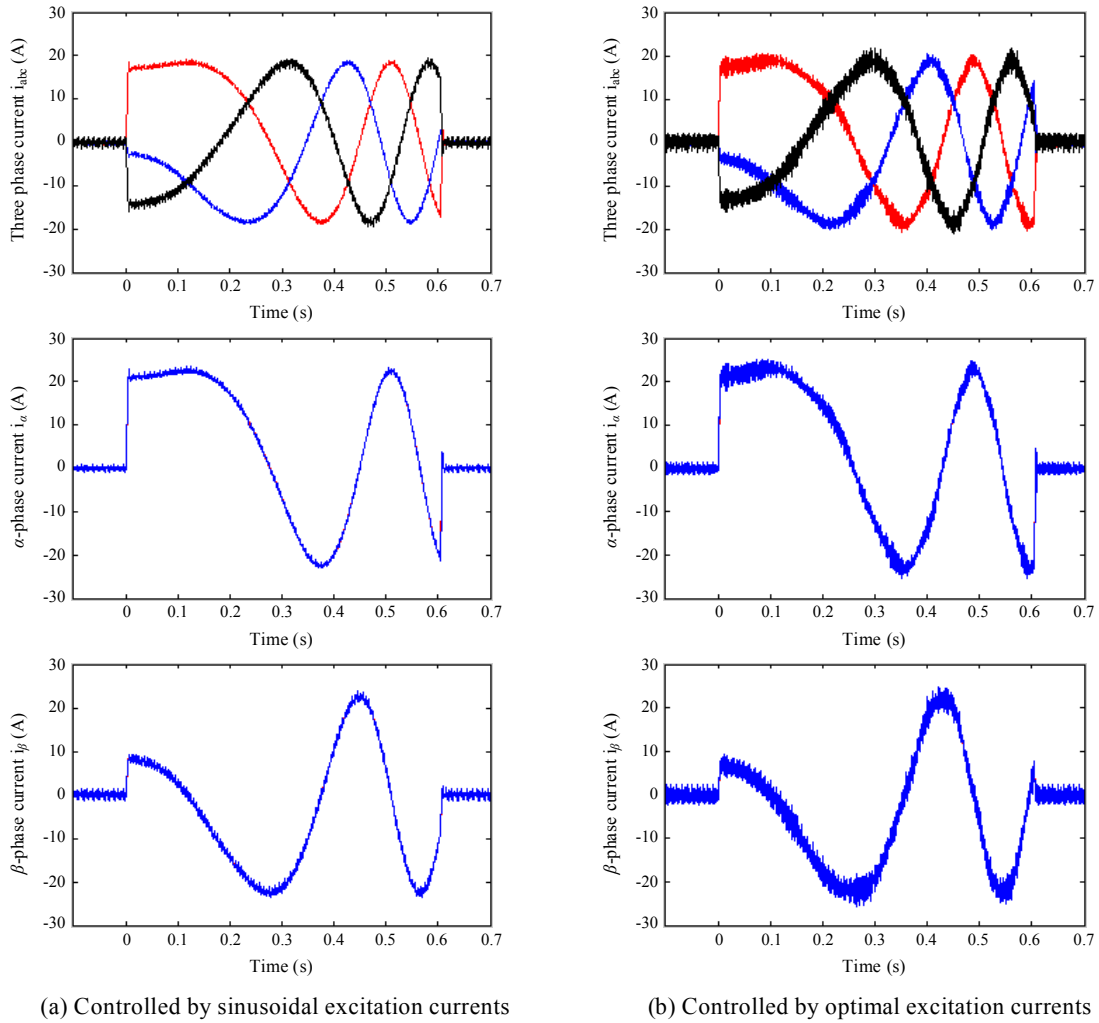 Three phase current iabc (A)
30
20
10
0
-10
-20
-30
0 0.1 0.2 0.3 0.4 0.5 0.6 0.7
Time (s)
α-phase current iα (A)
30
20
10
0
-10
-20
-30
0 0.1 0.2 0.3 0.4 0.5 0.6 0.7
Time (s)
β-phase current iβ (A)
30
20
10
0
-10
-20
-30
0 0.1 0.2 0.3 0.4 0.5 0.6 0.7
Time (s)
(a) Controlled by sinusoidal excitation currents
Three phase current iabc (A)
30
20
10
0
-10
-20
-30
0 0.1 0.2 0.3 0.4 0.5 0.6 0.7
Time (s)
α-phase current iα (A)
30
20
10
0
-10
-20
-30
0 0.1 0.2 0.3 0.4 0.5 0.6 0.7
Time (s)
β-phase current iβ (A)
30
20
10
0
-10
-20
-30
0 0.1 0.2 0.3 0.4 0.5 0.6 0.7
Time (s)
(b) Controlled by optimal excitation currents